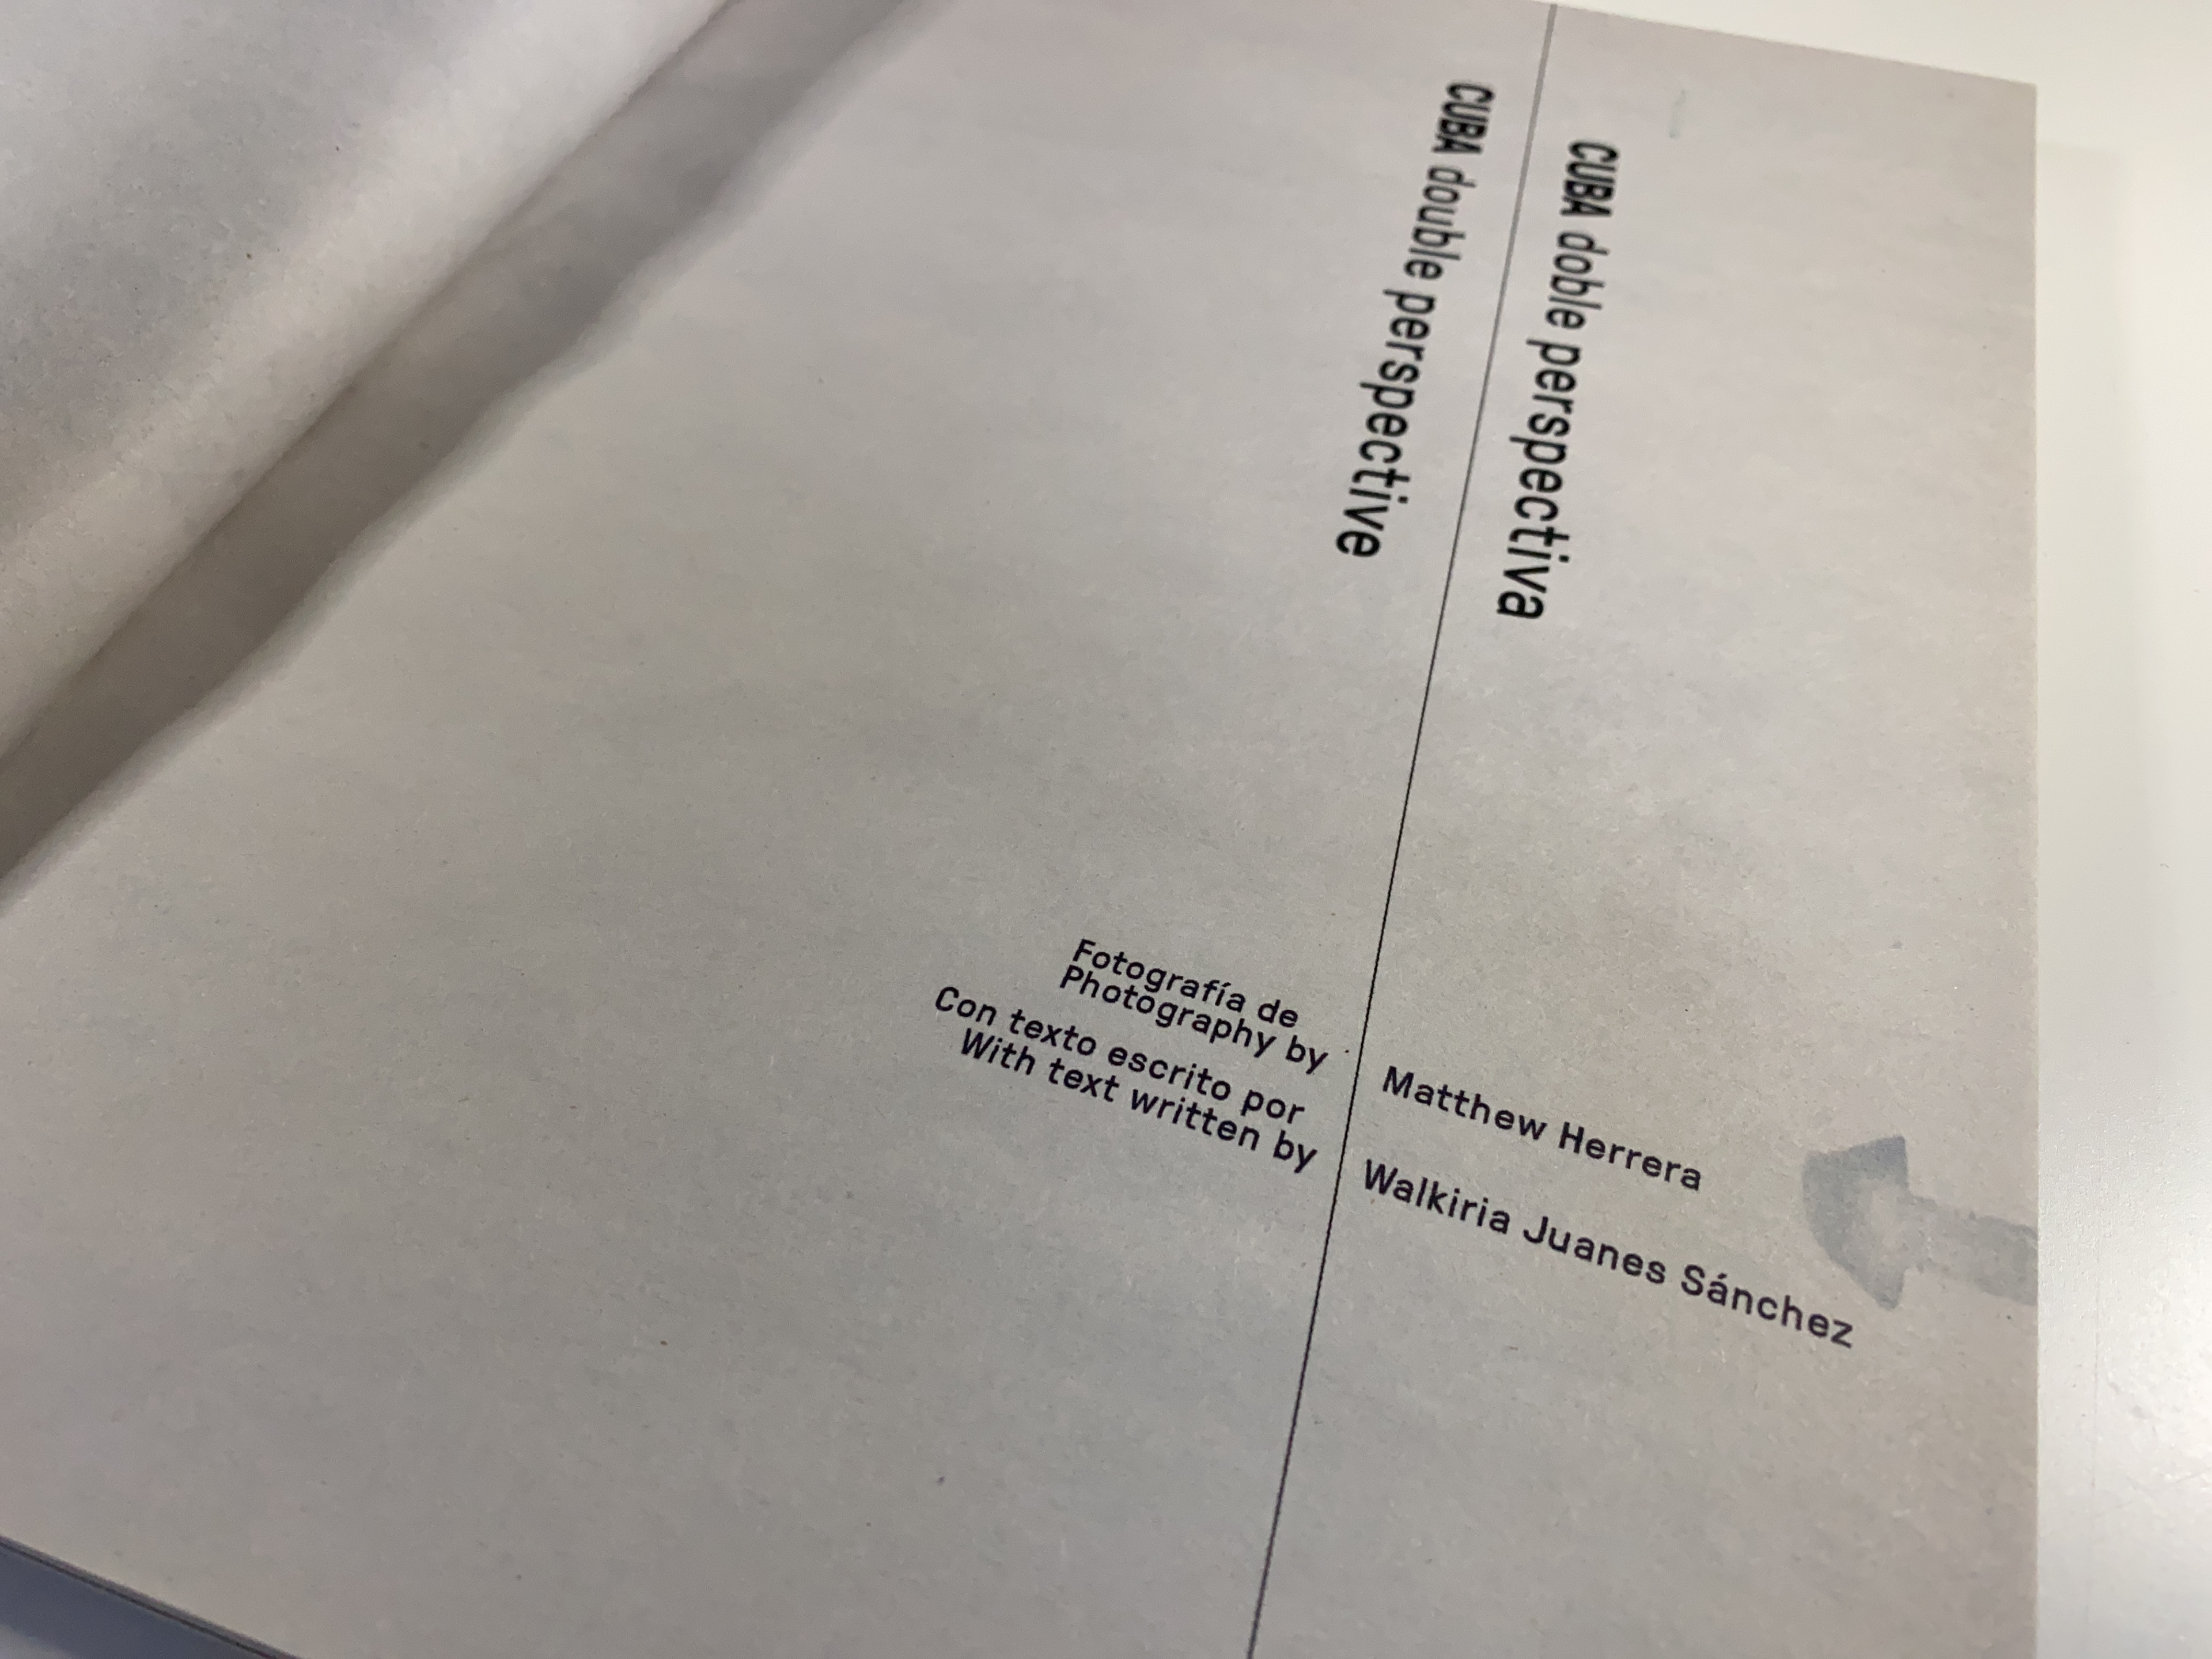 CUBA doble perspectiva
CUBA double perspective
Fotografía de
Photography by
Matthew Herrera
Con texto escrito por
With text written by
Walkiria Juanes Sánchez